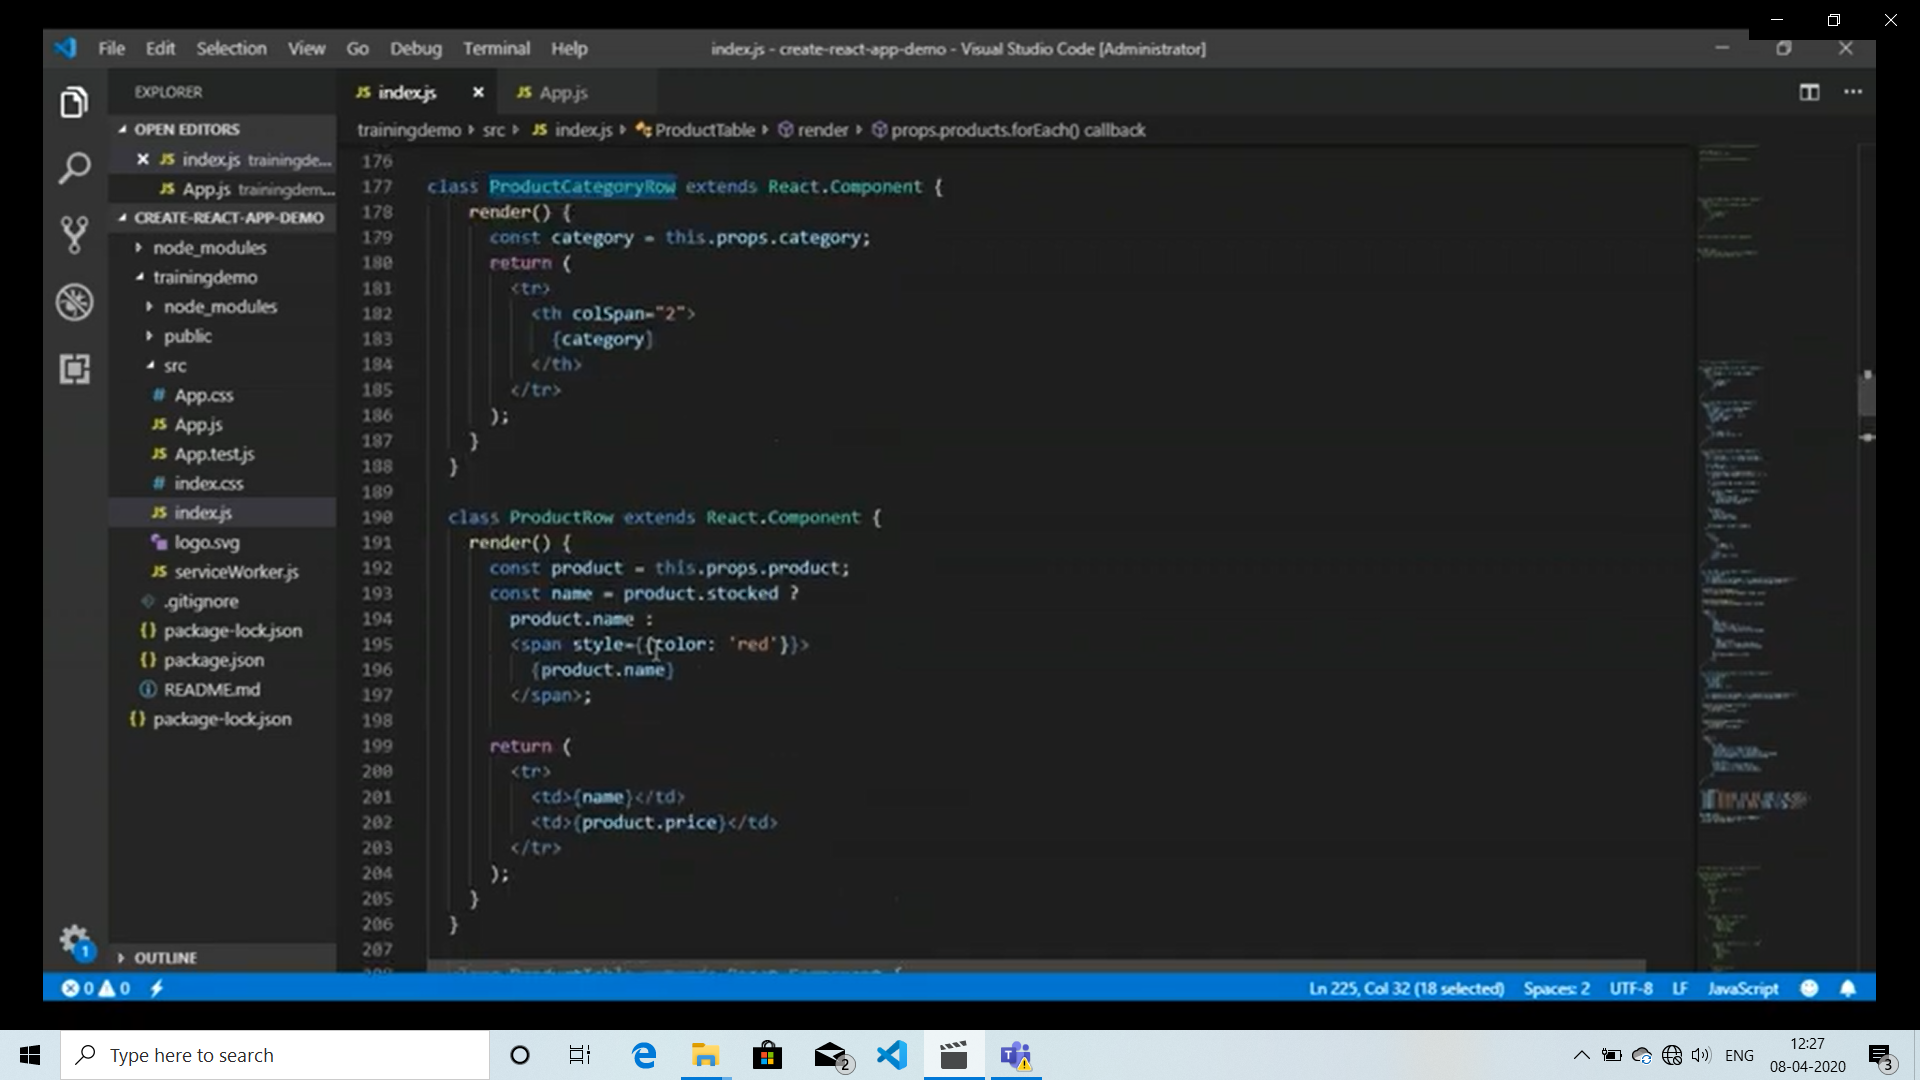 File Edit Selection View Go Debug Terminal Help
index.js - create-react-app-demo - Visual Studio Code [Administrator]
EXPLORER
OPEN EDITORS
JS index.js trainingde...
JS App.js trainingdem...
CREATE-REACT-APP-DEMO
node_modules
trainingdemo
node_modules
public
src
# App.css
JS App.js
JS App.test.js
# index.css
JS index.js
logo.svg
JS serviceWorker.js
.gitignore
{} package-lock.json
{} package.json
README.md
{} package-lock.json
OUTLINE
JS index.js
JS App.js
trainingdemo src JS index.js ProductTable render props.products.forEach() callback
176
177 class ProductCategoryRow extends React.Component {
178 render() {
179 const category = this.props.category;
180 return (
181 <tr>
182 <th colSpan="2">
183 {category}
184 </th>
185 </tr>
186 );
187 }
188 }
189
190 class ProductRow extends React.Component {
191 render() {
192 const product = this.props.product;
193 const name = product.stocked ?
194 product.name :
195 <span style={{color: 'red'}}>
196 {product.name}
197 </span>;
198
199 return (
200 <tr>
201 <td>{name}</td>
202 <td>{product.price}</td>
203 </tr>
204 );
205 }
206 }
207
1
0 0
Ln 225, Col 32 (18 selected) Spaces: 2 UTF-8 LF JavaScript
Type here to search
2
ENG
12:27
08-04-2020
3